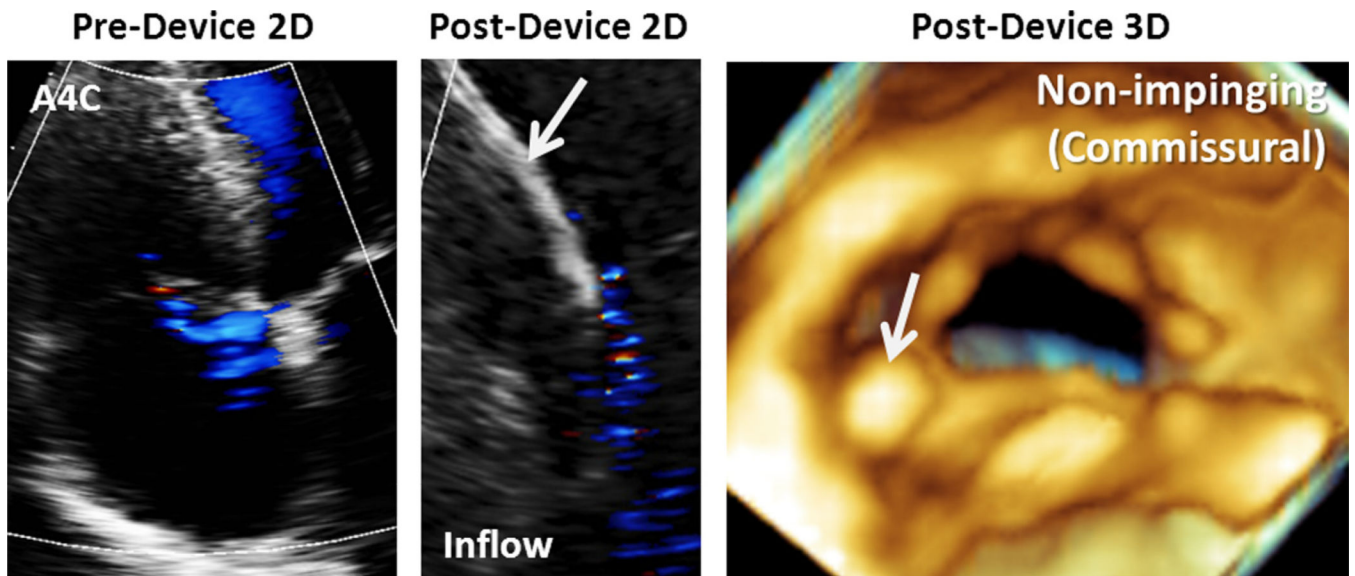 Pre-Device 2D
Post-Device 2D
Post-Device 3D
A4C
Non-impinging
(Commissural)
Inflow